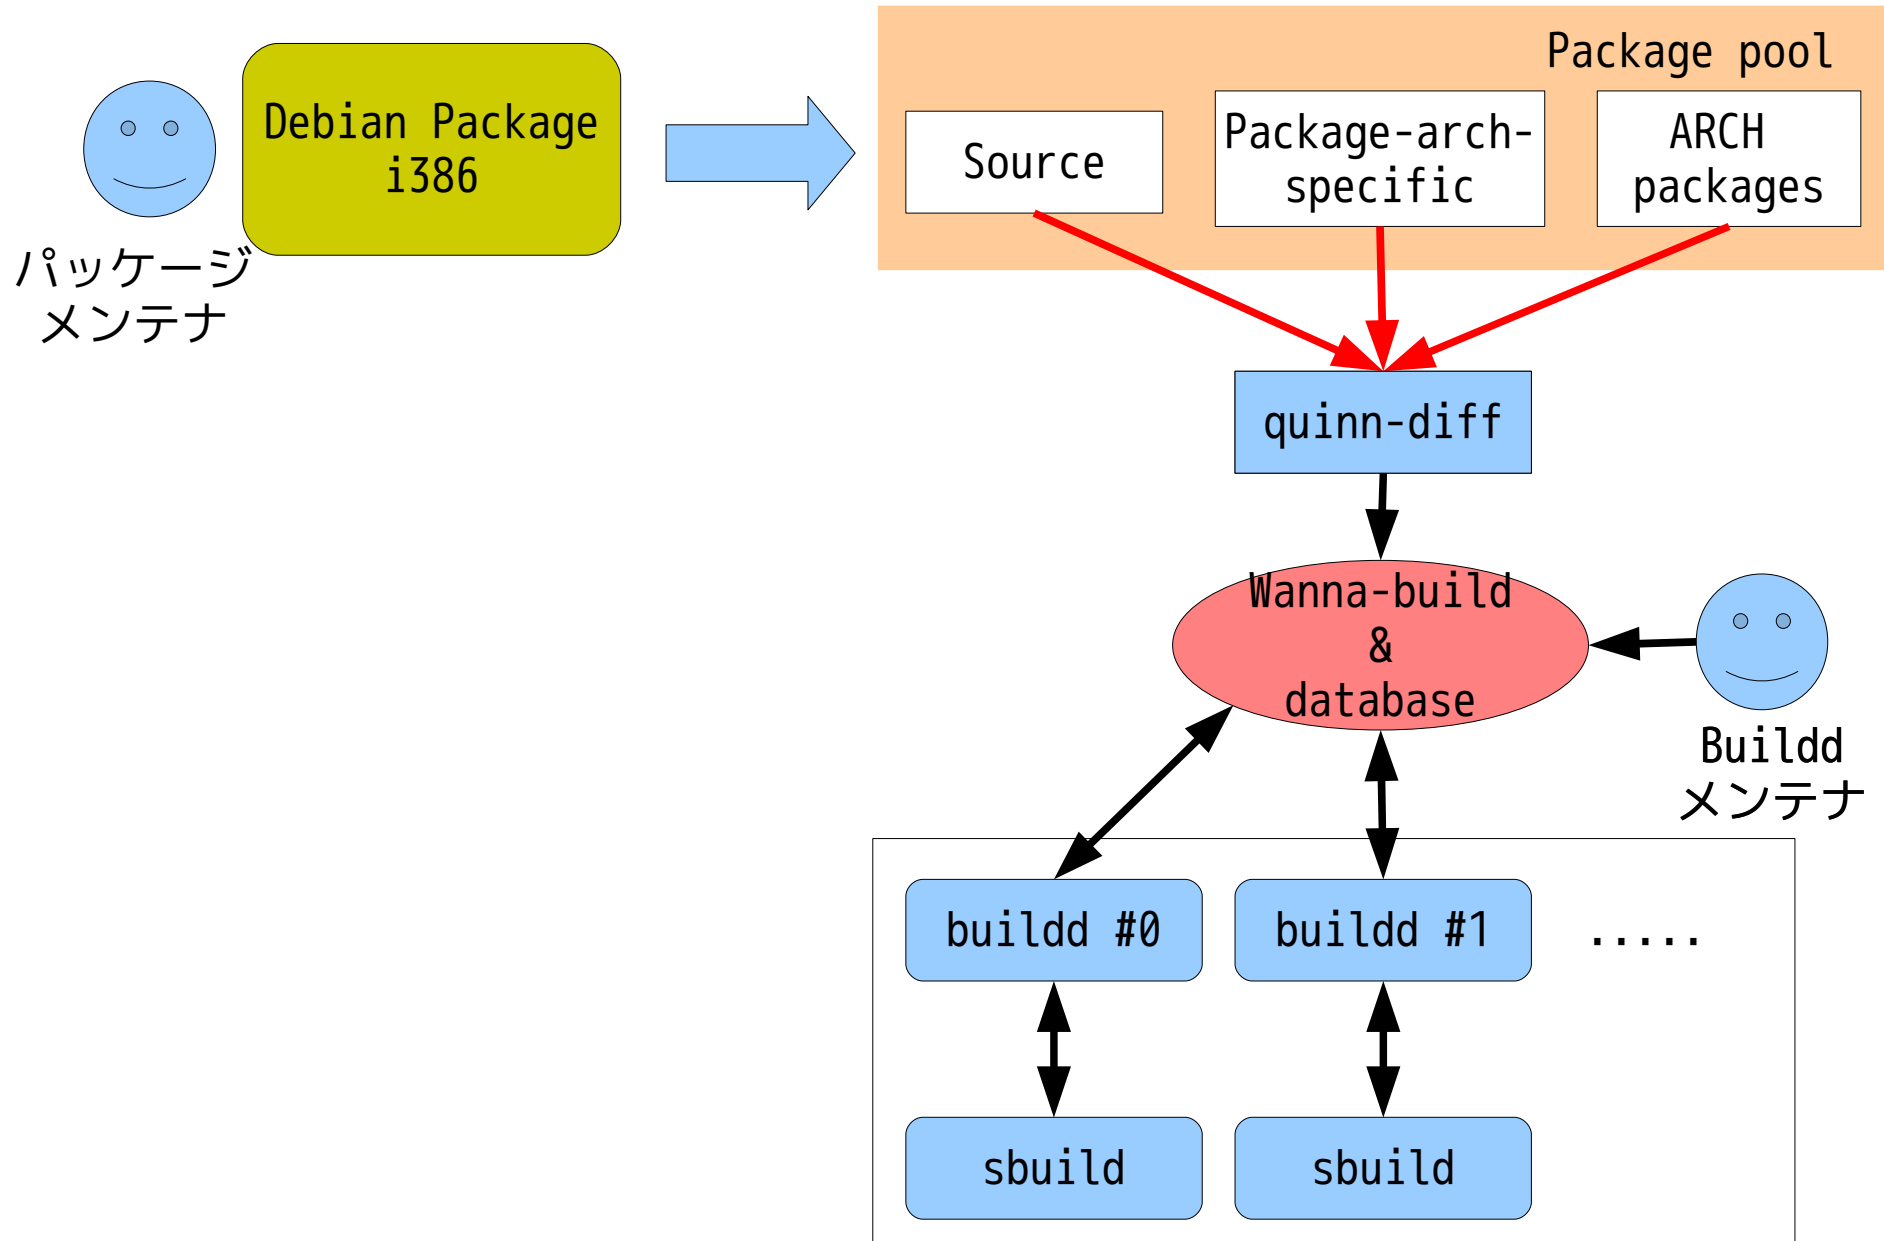 Debian Package
i386
パッケージ
メンテナ
Package pool
Source
Package-arch-
specific
ARCH
packages
quinn-diff
Wanna-build
&
database
Buildd
メンテナ
buildd #0
buildd #1
.....
sbuild
sbuild